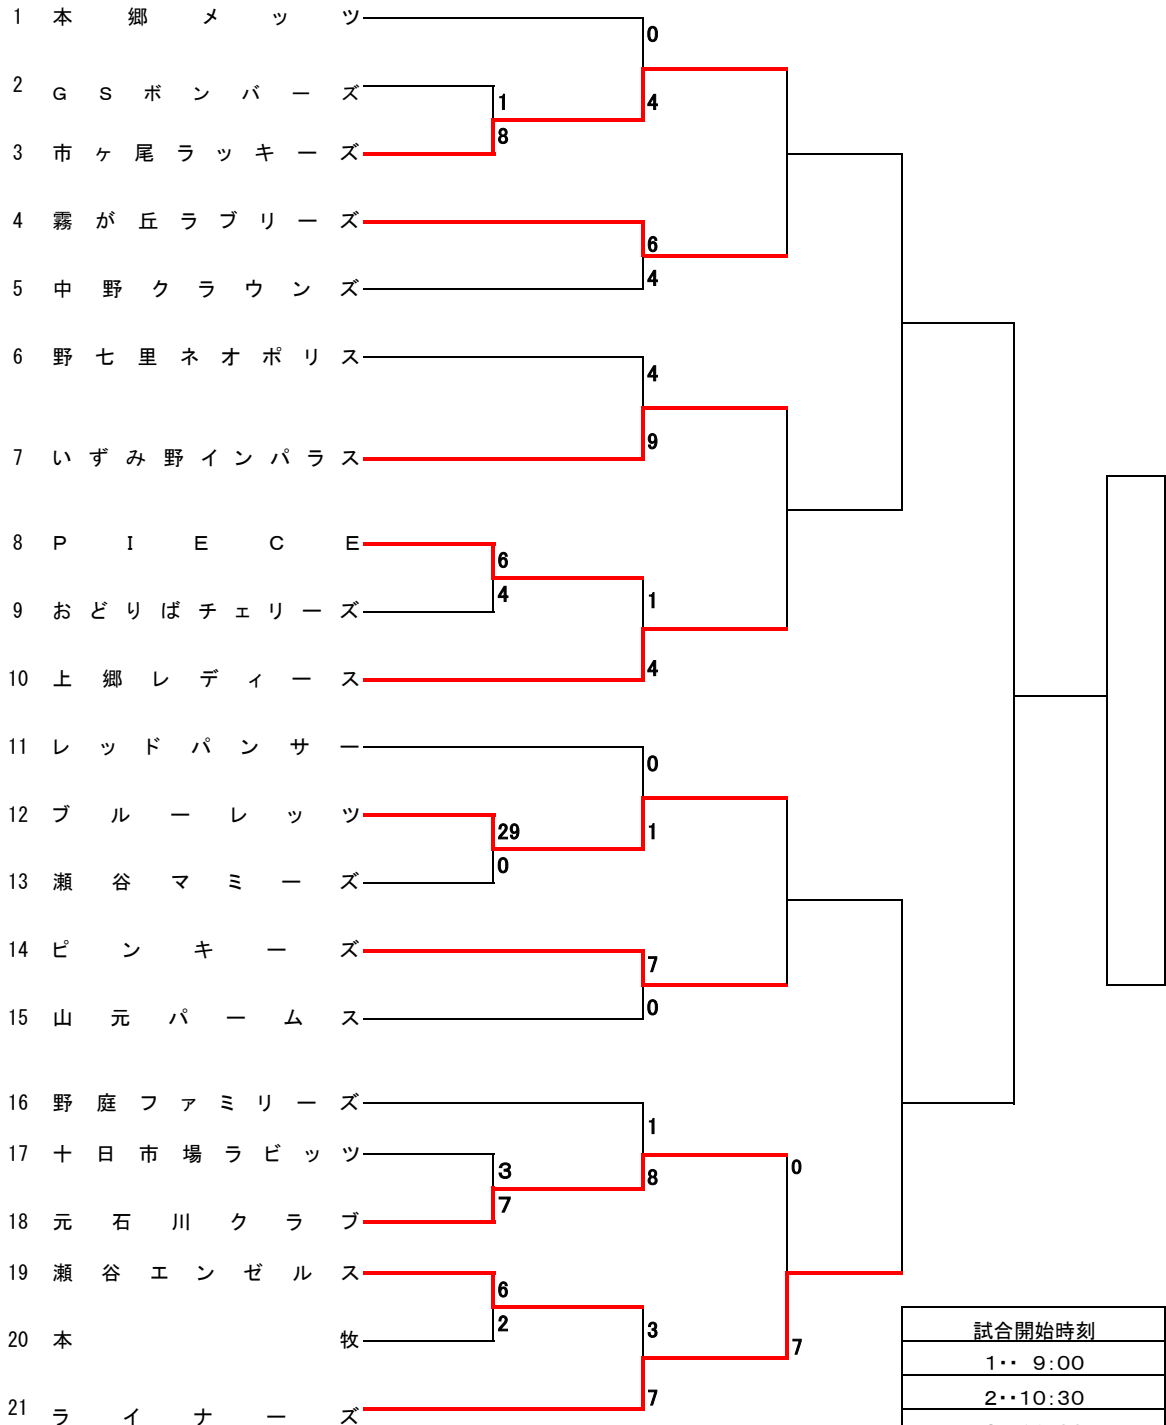 1 本郷メッツ
0
2 GSボンバーズ
1
4
8
3 市ヶ尾ラッキーズ
4 霧が丘ラブリーズ
6
4
5 中野クラウンズ
6 野七里ネオポリス
4
9
7 いずみ野インパラス
8 PIECE
6
4
9 おどりばチェリーズ
1
4
10 上郷レディース
11 レッドパンサー
0
12 ブルーレッツ
29
1
0
13 瀬谷マミーズ
14 ピンキーズ
7
0
15 山元パームス
16 野庭ファミリーズ
1
17 十日市場ラビッツ
3
8
0
7
18 元石川クラブ
19 瀬谷エンゼルス
6
2
3
20 本牧
7
7
21 ライナーズ
試合開始時刻
1・・ 9:00
2・・10:30